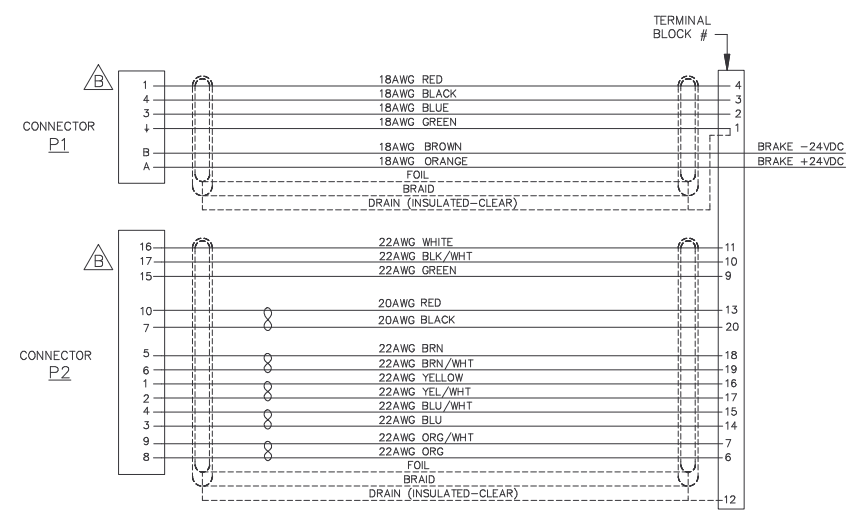 TERMINAL
BLOCK #
B
1 18AWG RED 4
4 18AWG BLACK 3
3 18AWG BLUE 2
⏚ 18AWG GREEN 1
CONNECTOR
P1
B 18AWG BROWN BRAKE -24VDC
A 18AWG ORANGE BRAKE +24VDC
FOIL
BRAID
DRAIN (INSULATED-CLEAR)
B
16 22AWG WHITE 11
17 22AWG BLK/WHT 10
15 22AWG GREEN 9
10 20AWG RED 13
7 20AWG BLACK 20
CONNECTOR
P2
5 22AWG BRN 18
6 22AWG BRN/WHT 19
1 22AWG YELLOW 16
2 22AWG YEL/WHT 17
4 22AWG BLU/WHT 15
3 22AWG BLU 14
9 22AWG ORG/WHT 7
8 22AWG ORG 6
FOIL
BRAID
DRAIN (INSULATED-CLEAR) 12